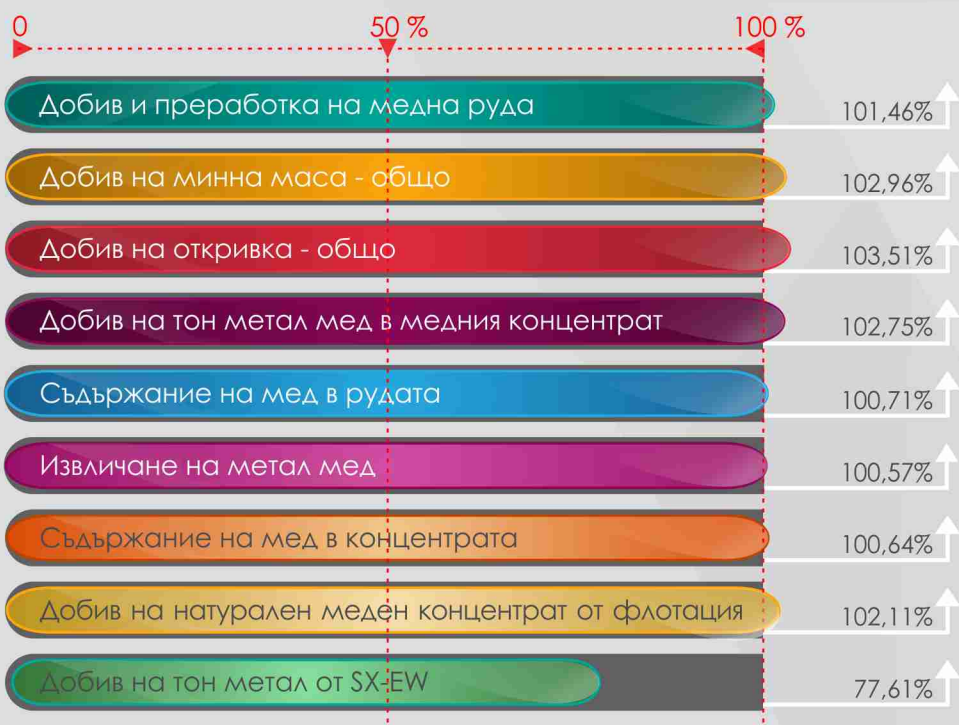 0 50 % 100 %
Добив и преработка на медна руда 101,46%
Добив на минна маса - общо 102,96%
Добив на откривка - общо 103,51%
Добив на тон метал мед в медния концентрат 102,75%
Съдържание на мед в рудата 100,71%
Извличане на метал мед 100,57%
Съдържание на мед в концентрата 100,64%
Добив на натурален меден концентрат от флотация 102,11%
Добив на тон метал от SX-EW 77,61%